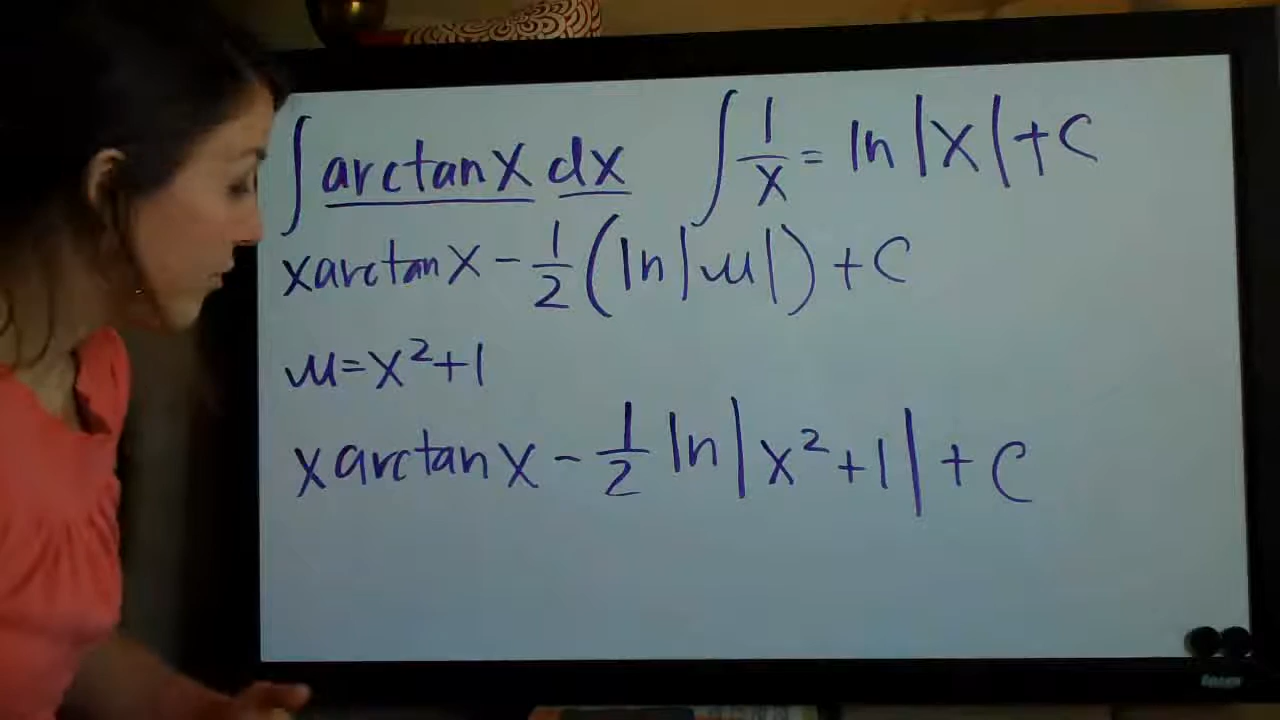 ∫ arctanx dx ∫ 1/x = ln|x| + C
xarctanx - 1/2 (ln|u|) + C
u = x² + 1
xarctanx - 1/2 ln|x² + 1| + C